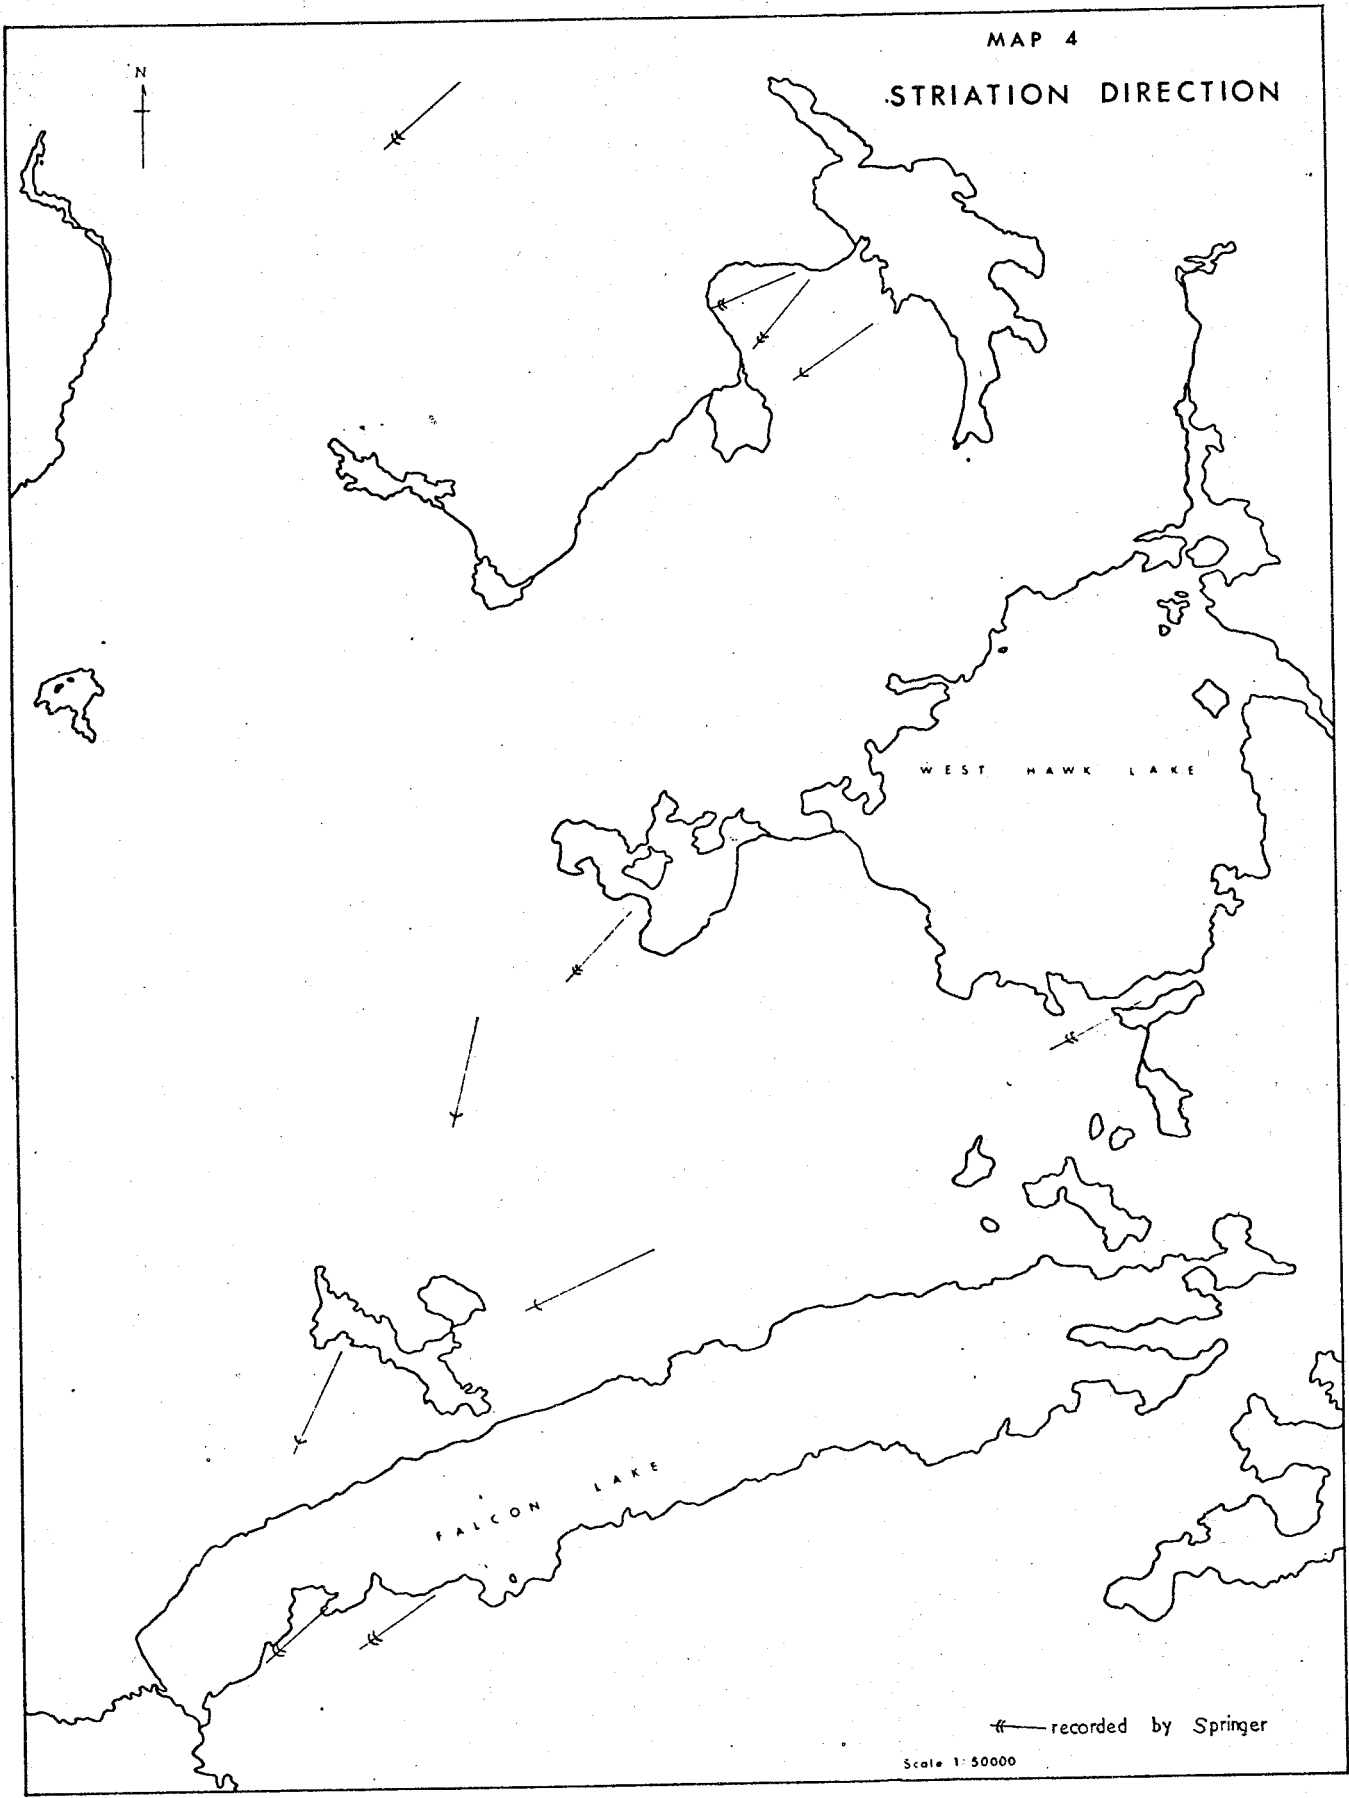 MAP 4
STRIATION DIRECTION
N
WEST HAWK LAKE
FALCON LAKE
recorded by Springer
Scale 1:50000